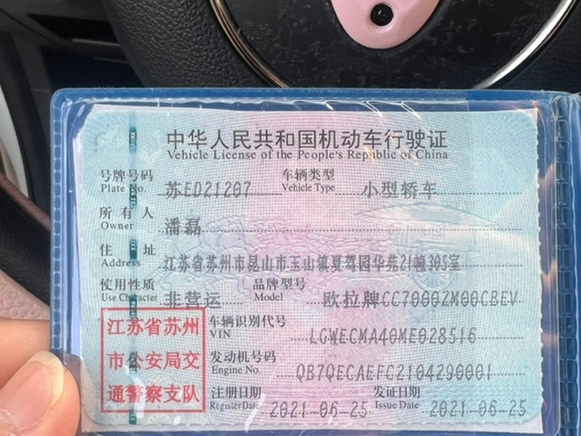 中华人民共和国机动车行驶证
Vehicle License of the People's Republic of China
号牌号码 苏ED21207 车辆类型 小型轿车
Plate No. Vehicle Type
所有人 潘磊
Owner
住址 江苏省苏州市昆山市玉山镇夏驾园华苑21幢305室
Address
使用性质 非营运 品牌型号 欧拉牌CC7000ZM00CBEV
Use Character Model
江苏省苏州
市公安局交
通警察支队
车辆识别代号 LGWECMA40ME028516
VIN
发动机号码 QB7QECAEFC2104290001
Engine No.
注册日期 2021-06-25 发证日期 2021-06-25
Register Date Issue Date